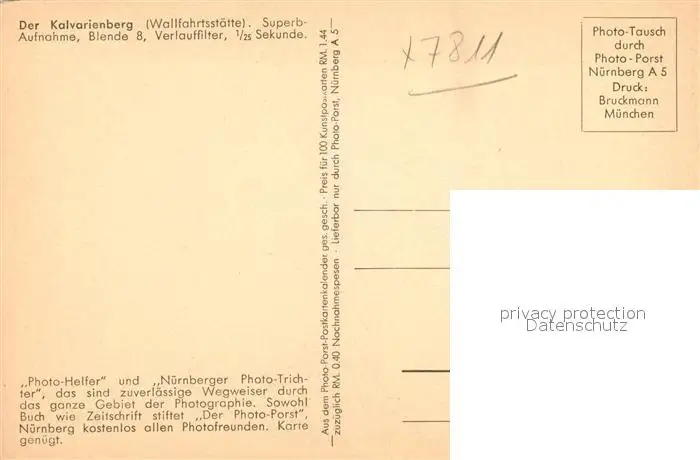 Der Kalvarienberg (Wallfahrtsstätte). Superb-
Aufnahme, Blende 8, Verlauffilter, 1/25 Sekunde.
x7811
Photo-Tausch
durch
Photo-Porst
Nürnberg A 5
Druck:
Bruckmann
München
Aus dem Photo-Porst-Postkartenkalender ges. gesch. · Preis für 100 Kunstpostkarten RM. 1.44
zuzüglich RM. 0.40 Nachnahmespesen · Lieferbar nur durch Photo-Porst, Nürnberg A 5
privacy protection
Datenschutz
„Photo-Helfer" und „Nürnberger Photo-Trich-
ter", das sind zuverlässige Wegweiser durch
das ganze Gebiet der Photographie. Sowohl
Buch wie Zeitschrift stiftet „Der Photo-Porst",
Nürnberg kostenlos allen Photofreunden. Karte
genügt.